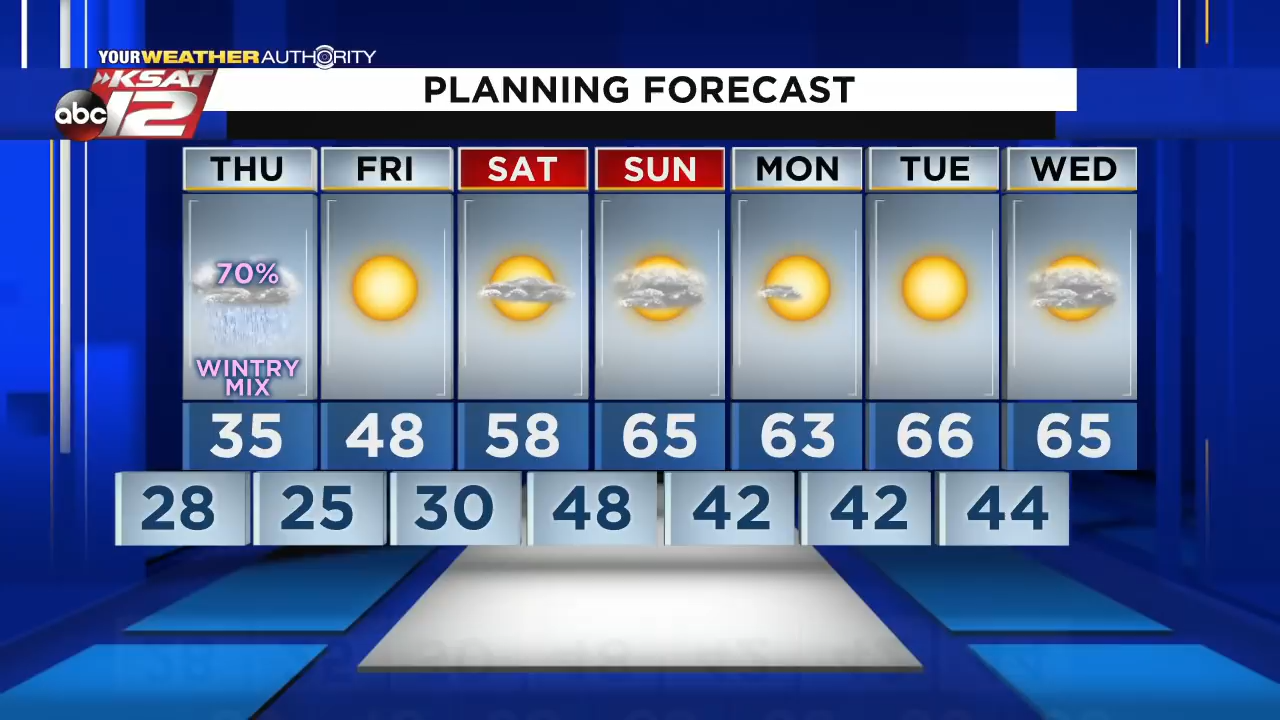 YOURWEATHERAUTHORITY
KSAT
abc 12
PLANNING FORECAST
THU FRI SAT SUN MON TUE WED
70%
WINTRY
MIX
35 48 58 65 63 66 65
28 25 30 48 42 42 44